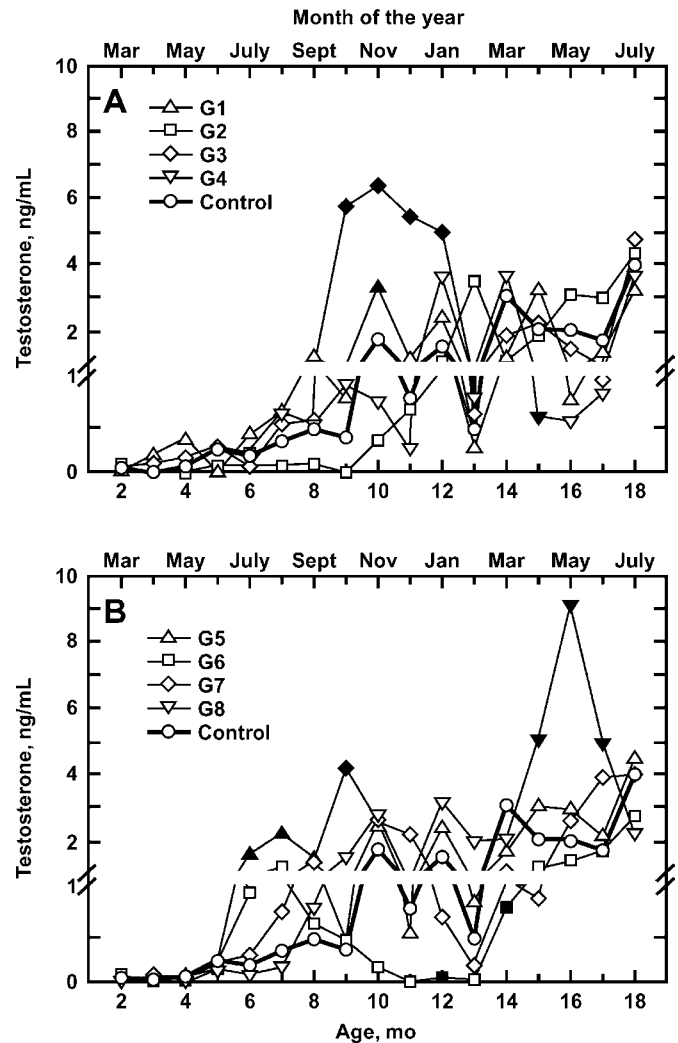 Month of the year
Mar May July Sept Nov Jan Mar May July
10
A
G1
8
G2
G3
G4
6
Control
Testosterone, ng/mL
4
2
1
0
2 4 6 8 10 12 14 16 18
Mar May July Sept Nov Jan Mar May July
10
B
G5
8
G6
G7
G8
6
Control
Testosterone, ng/mL
4
2
1
0
2 4 6 8 10 12 14 16 18
Age, mo